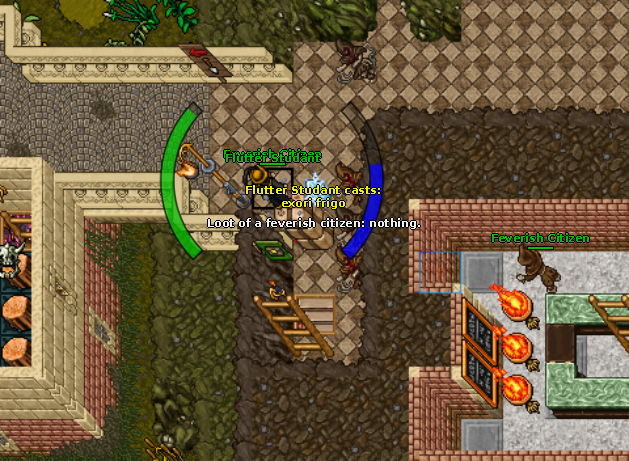 Feverish Citizen
Flutter Studant
Flutter Studant casts:
exori frigo
Loot of a feverish citizen: nothing.
Feverish Citizen